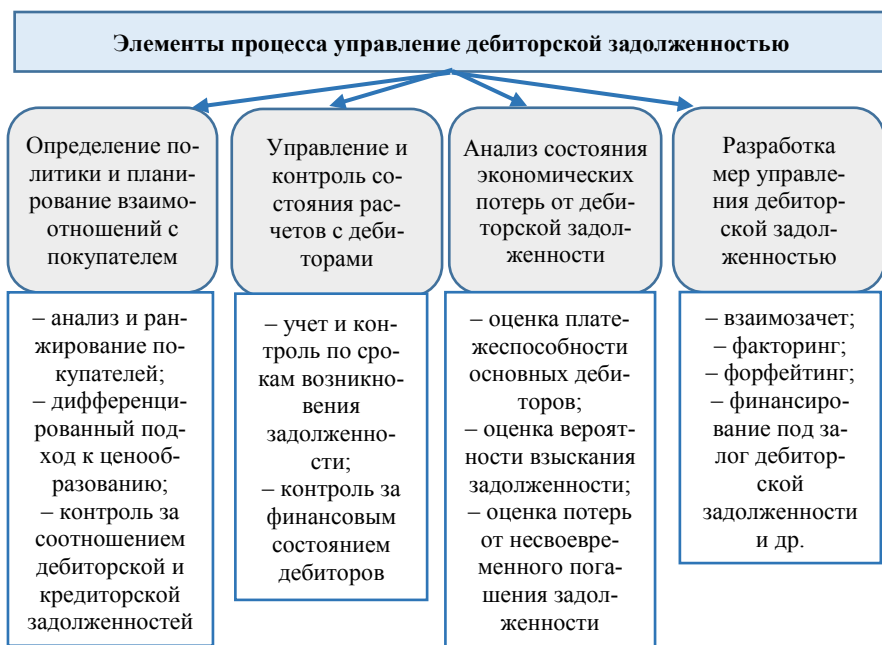 Элементы процесса управление дебиторской задолженностью
Определение по-
литики и плани-
рование взаимо-
отношений с
покупателем
Управление и
контроль со-
стояния рас-
четов с деби-
торами
Анализ состояния
экономических
потерь от деби-
торской задол-
женности
Разработка
мер управле-
ния дебитор-
ской задол-
женностью
– анализ и ран-
жирование по-
купателей;
– дифференци-
рованный под-
ход к ценооб-
разованию;
– контроль за
соотношением
дебиторской и
кредиторской
задолженностей
– учет и кон-
троль по сро-
кам возникно-
вения
задолженно-
сти;
– контроль за
финансовым
состоянием
дебиторов
– оценка плате-
жеспособности
основных деби-
торов;
– оценка вероят-
ности взыскания
задолженности;
– оценка потерь
от несвоевре-
менного пога-
шения задол-
женности
– взаимозачет;
– факторинг;
– форфейтинг;
– финансиро-
вание под за-
лог дебитор-
ской
задолженности
и др.